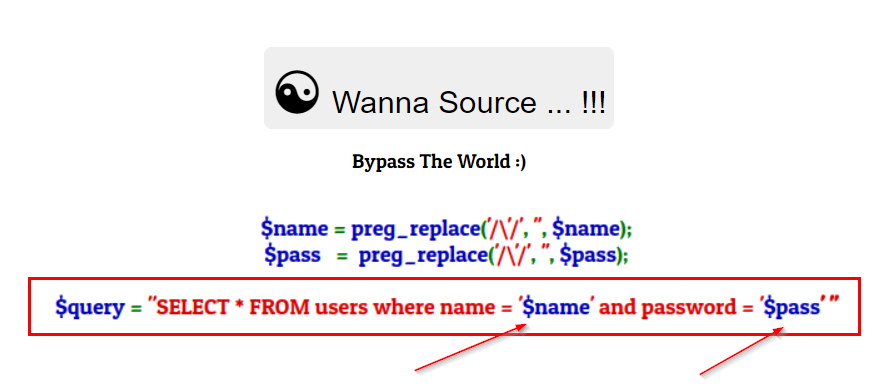 Wanna Source ... !!!
Bypass The World :)
$name = preg_replace('/\'/', '', $name);
$pass = preg_replace('/\'/', '', $pass);
$query = "SELECT * FROM users where name = '$name' and password = '$pass' "